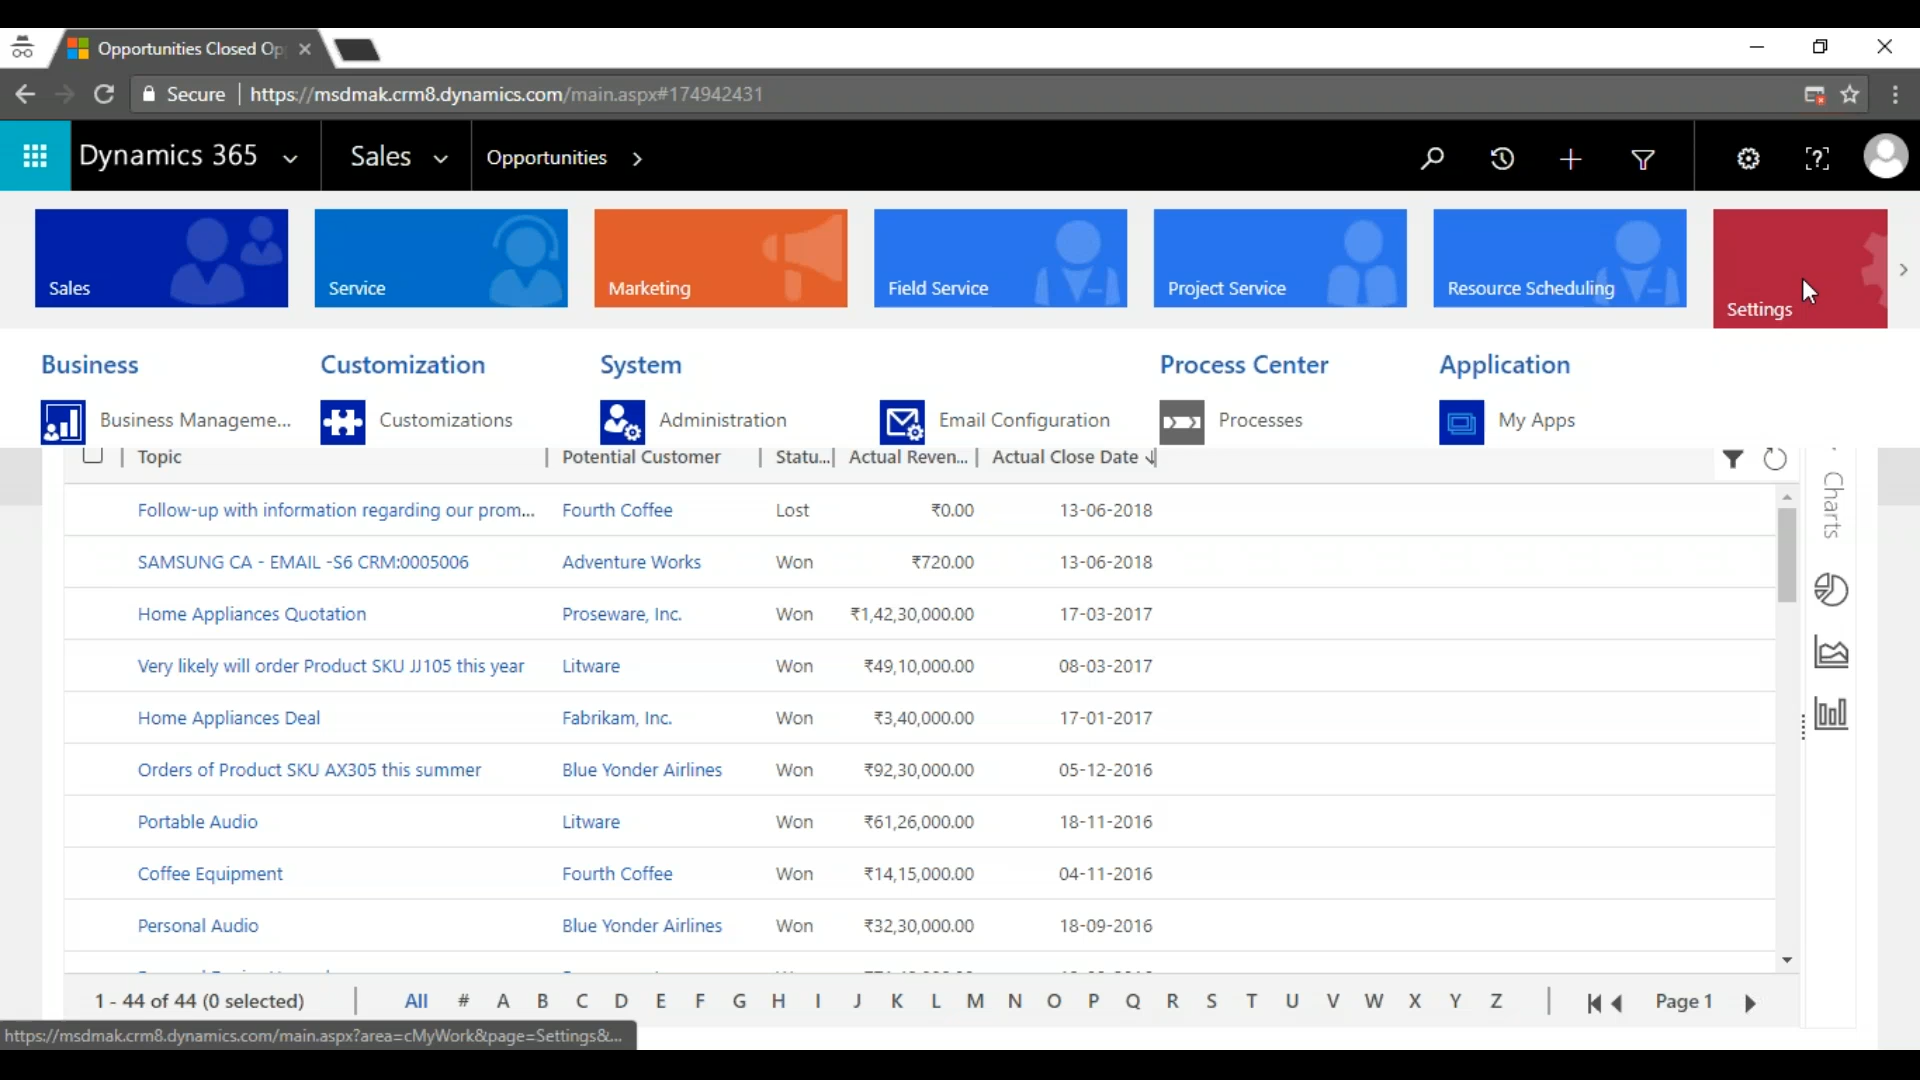 Opportunities Closed Op
Secure https://msdmak.crm8.dynamics.com/main.aspx#174942431
Dynamics 365 Sales Opportunities
Sales Service Marketing Field Service Project Service Resource Scheduling Settings
Business Customization System Process Center Application
Business Manageme... Customizations Administration Email Configuration Processes My Apps
Topic Potential Customer Statu... Actual Reven... Actual Close Date ↓
Charts
Follow-up with information regarding our prom... Fourth Coffee Lost ₹0.00 13-06-2018
SAMSUNG CA - EMAIL -S6 CRM:0005006 Adventure Works Won ₹720.00 13-06-2018
Home Appliances Quotation Proseware, Inc. Won ₹1,42,30,000.00 17-03-2017
Very likely will order Product SKU JJ105 this year Litware Won ₹49,10,000.00 08-03-2017
Home Appliances Deal Fabrikam, Inc. Won ₹3,40,000.00 17-01-2017
Orders of Product SKU AX305 this summer Blue Yonder Airlines Won ₹92,30,000.00 05-12-2016
Portable Audio Litware Won ₹61,26,000.00 18-11-2016
Coffee Equipment Fourth Coffee Won ₹14,15,000.00 04-11-2016
Personal Audio Blue Yonder Airlines Won ₹32,30,000.00 18-09-2016
1 - 44 of 44 (0 selected) All # A B C D E F G H I J K L M N O P Q R S T U V W X Y Z Page 1
https://msdmak.crm8.dynamics.com/main.aspx?area=cMyWork&page=Settings&...